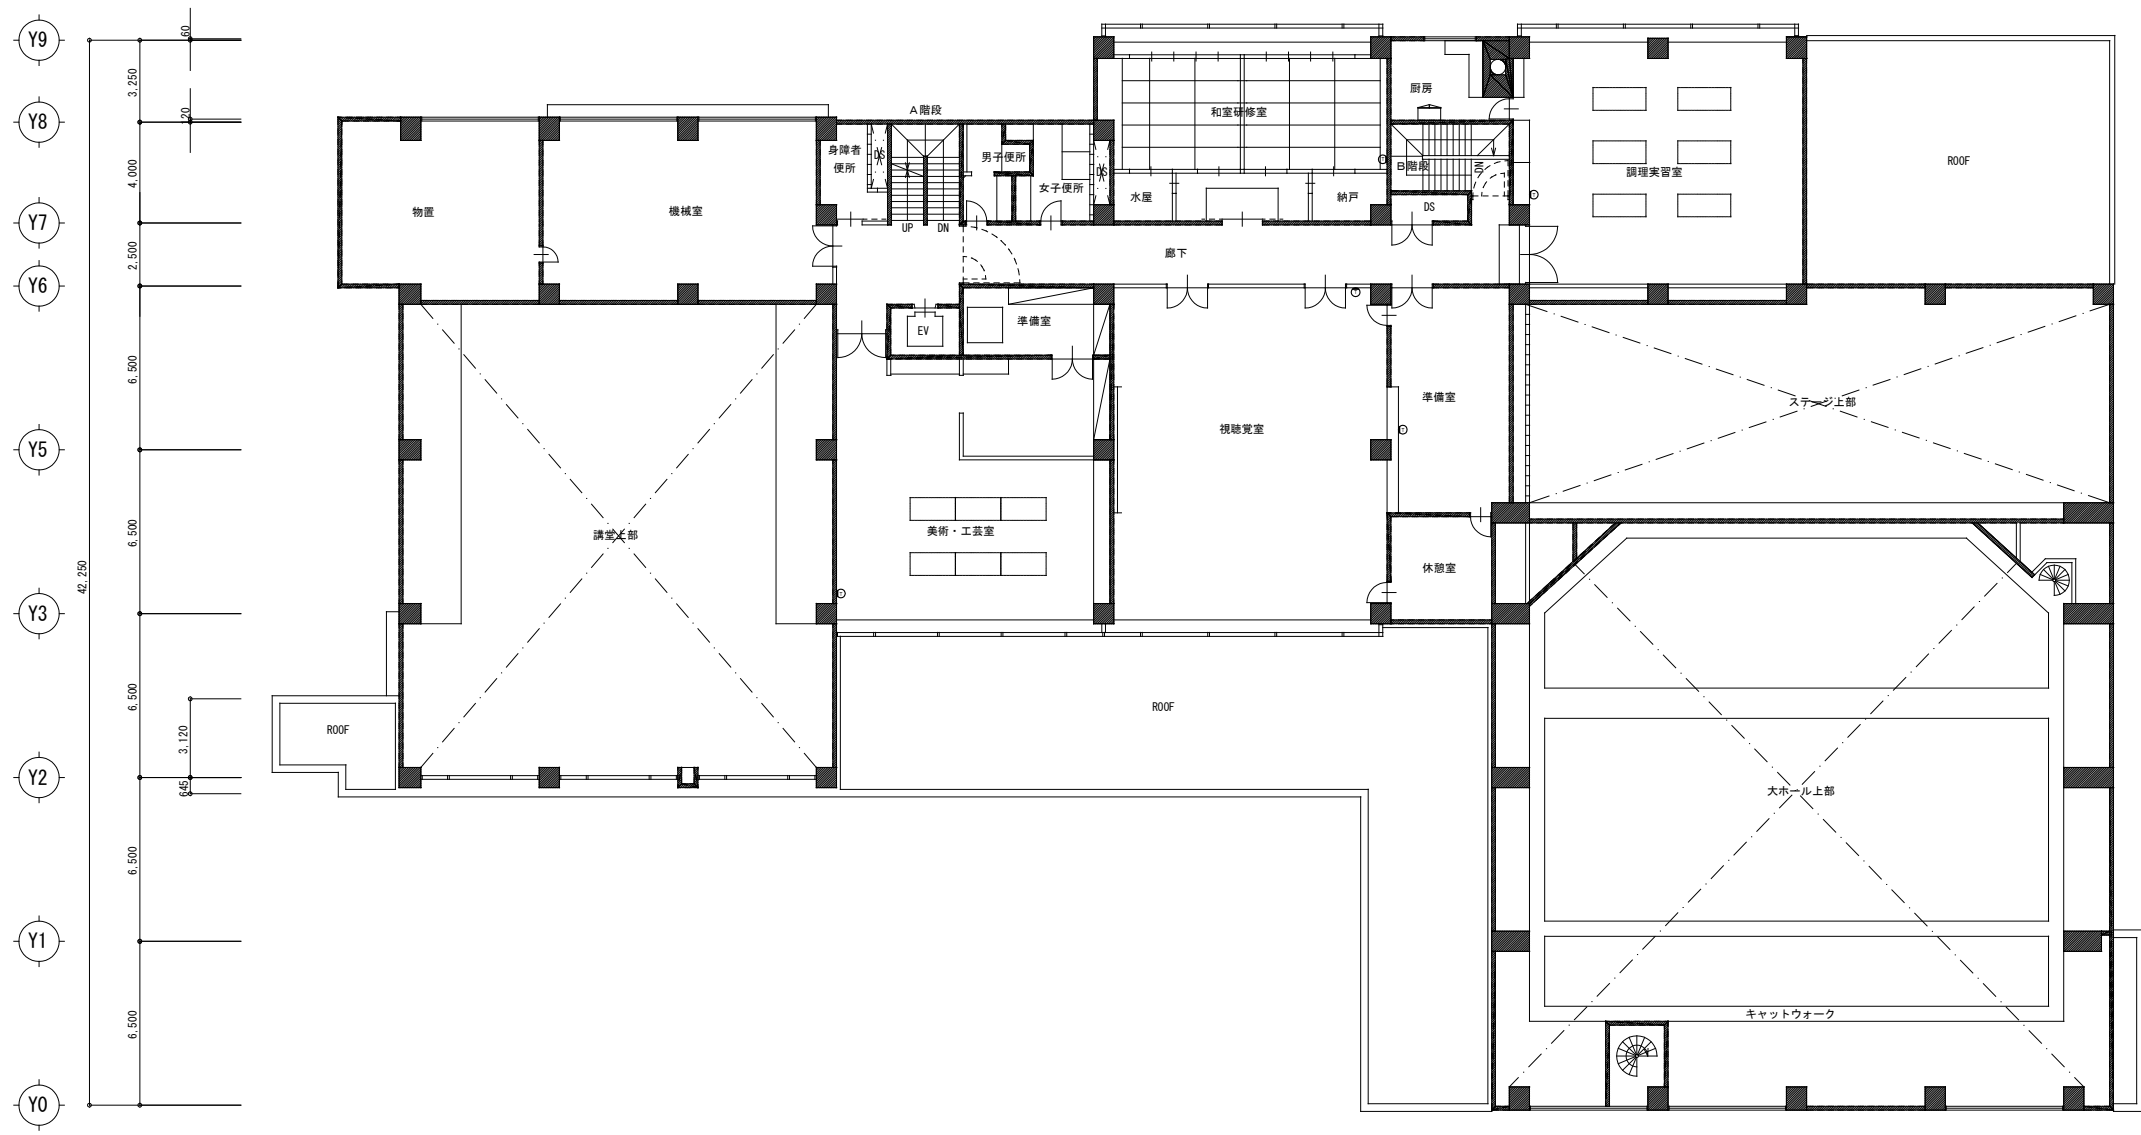 Y9
Y8
Y7
Y6
Y5
Y3
Y2
Y1
Y0
42,250
3,250
4,000
2,500
6,500
6,500
6,500
6,500
6,500
60
120
3,120
645
A階段
身障者
便所
DS
男子便所
女子便所
DS
UP
DN
和室研修室
水屋
納戸
厨房
B階段
DN
DS
調理実習室
ROOF
物置
機械室
廊下
EV
準備室
視聴覚室
準備室
ステージ上部
講堂上部
美術・工芸室
休憩室
ROOF
ROOF
大ホール上部
キャットウォーク